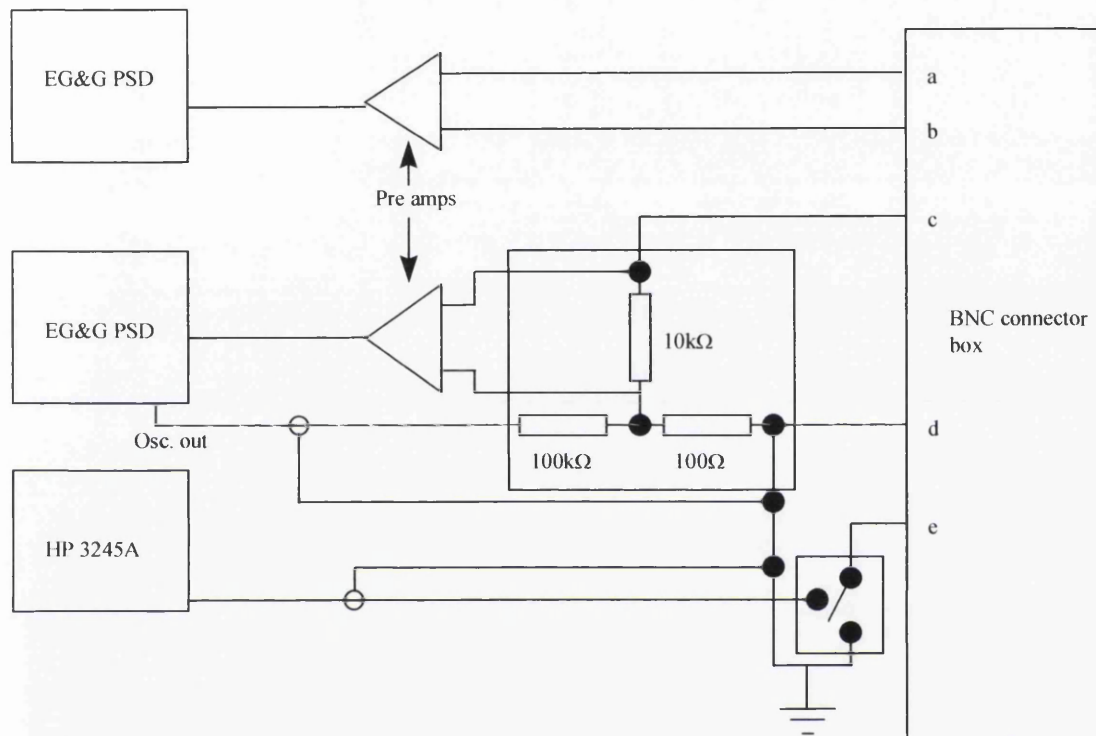 EG&G PSD
a
b
Pre amps
c
EG&G PSD
10kΩ
BNC connector
box
Osc. out
100kΩ
100Ω
d
HP 3245A
e